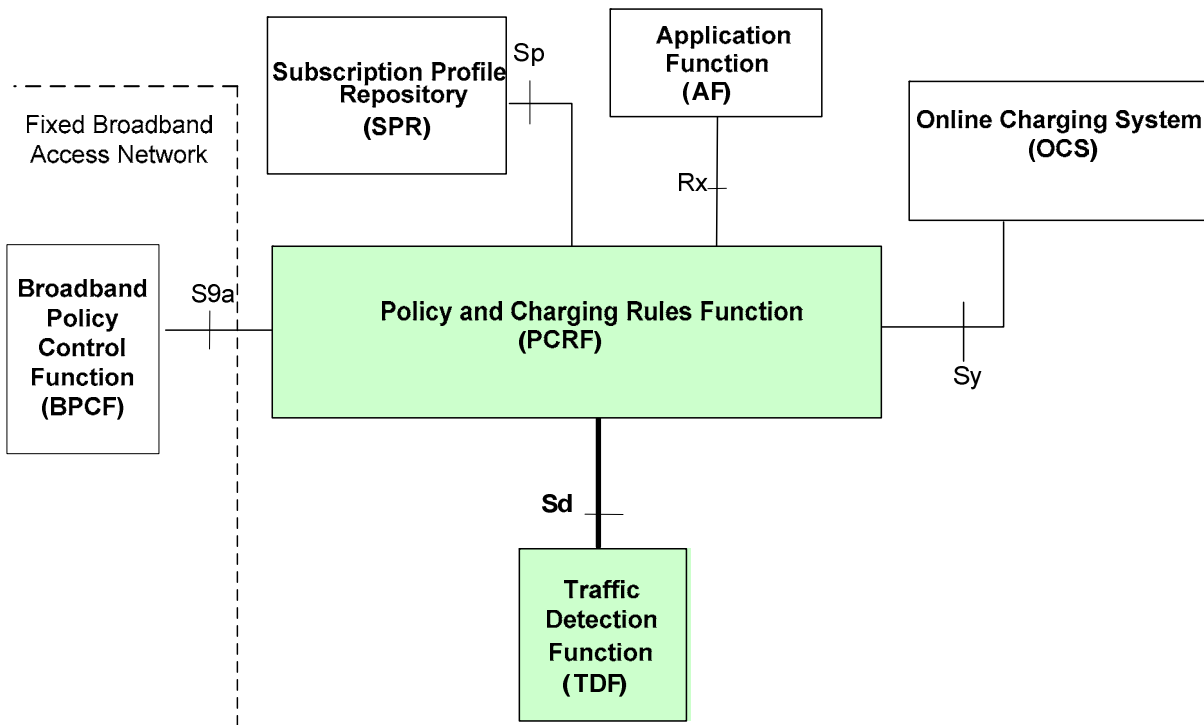 Sp
Subscription Profile
Repository
(SPR)
Application
Function
(AF)
Online Charging System
(OCS)
Fixed Broadband
Access Network
Rx
Broadband
Policy
Control
Function
(BPCF)
S9a
Policy and Charging Rules Function
(PCRF)
Sy
Sd
Traffic
Detection
Function
(TDF)